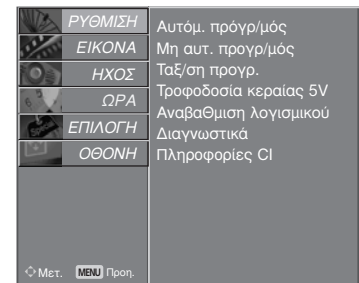 ΡΥΘΜΙΣΗ
ΕΙΚΟΝΑ
ΗΧΟΣ
ΩΡΑ
ΕΠΙΛΟΓΗ
ΟΘΟΝΗ
Αυτόμ. πρόγρ/μός
Μη αυτ. προγρ/μός
Ταξ/ση προγρ.
Τροφοδοσία κεραίας 5V
Αναβαθμιση λογισμικού
Διαγνωστικά
Πληροφορίες CI
Μετ. MENU Προη.